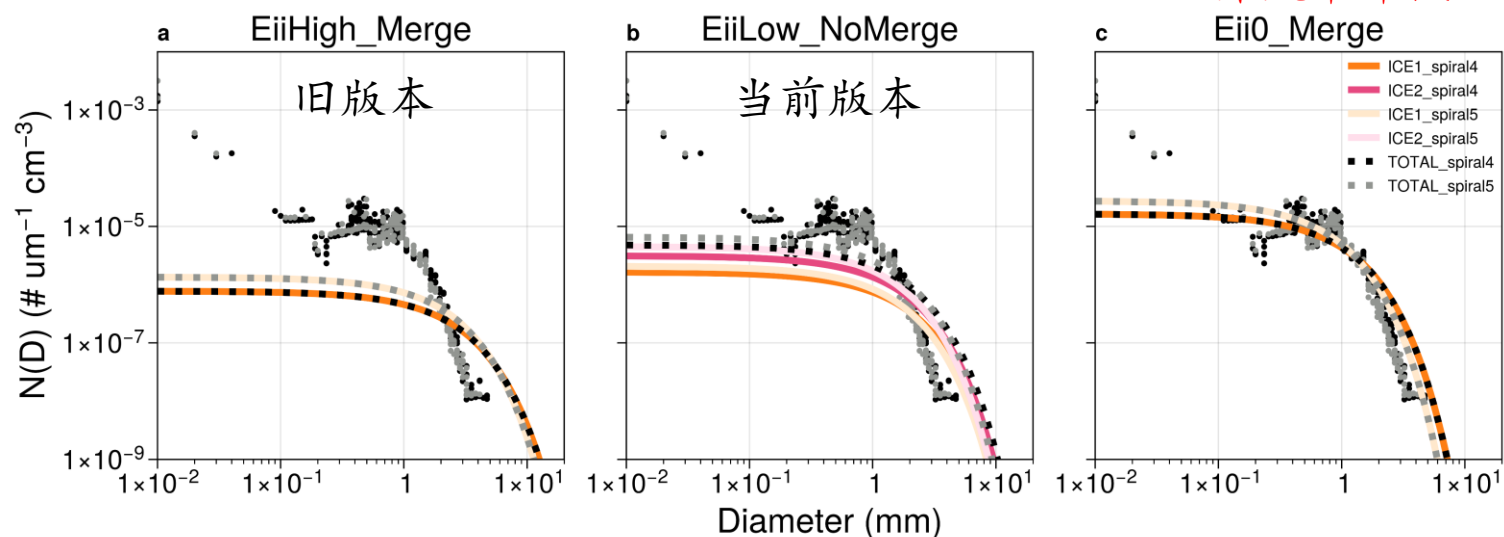 a EiiHigh_Merge
b EiiLow_NoMerge
c Eii0_Merge
旧版本
当前版本
ICE1_spiral4
ICE2_spiral4
ICE1_spiral5
ICE2_spiral5
TOTAL_spiral4
TOTAL_spiral5
N(D) (# um⁻¹ cm⁻³)
1×10⁻³
1×10⁻⁵
1×10⁻⁷
1×10⁻⁹
1×10⁻² 1×10⁻¹ 1 1×10¹
1×10⁻² 1×10⁻¹ 1 1×10¹
1×10⁻² 1×10⁻¹ 1 1×10¹
Diameter (mm)